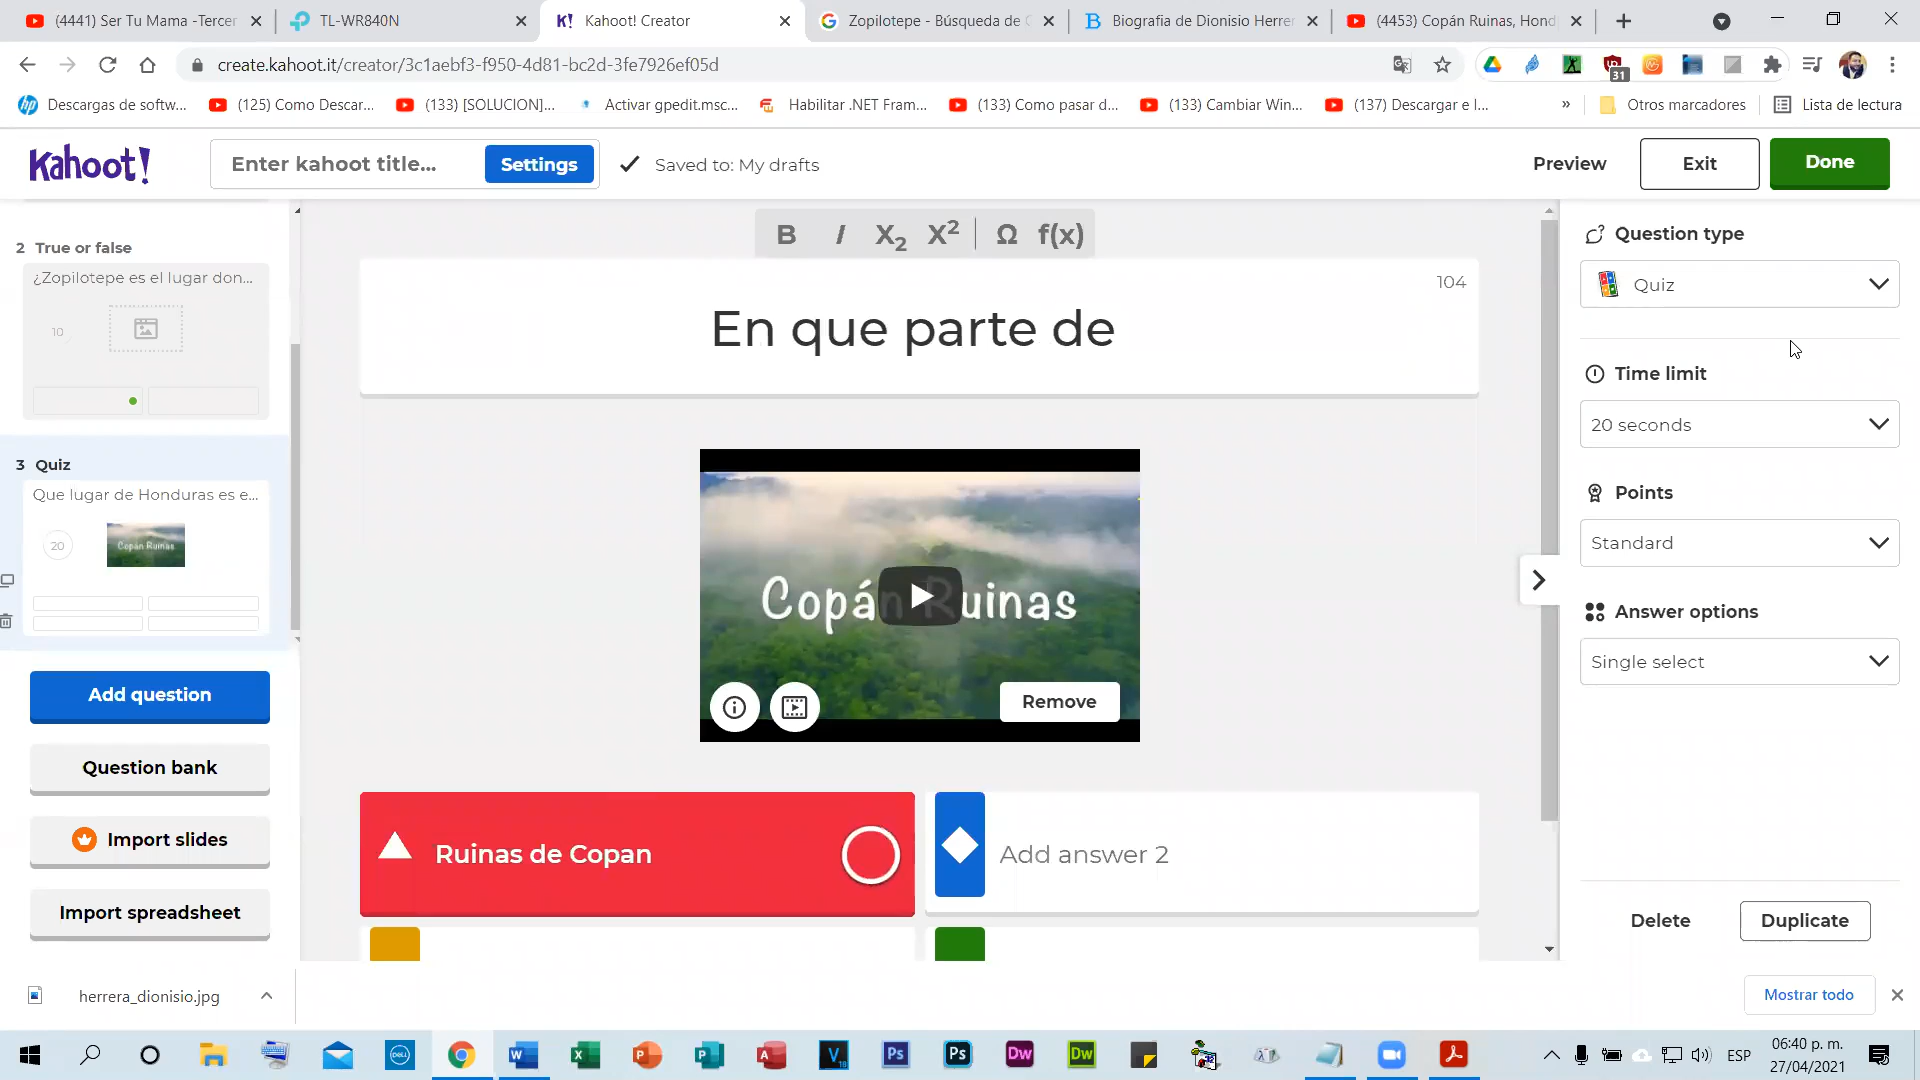 (4441) Ser Tu Mama -Tercer
TL-WR840N
K! Kahoot! Creator
Zopilotepe - Búsqueda de G
Biografia de Dionisio Herrer
(4453) Copán Ruinas, Hond
create.kahoot.it/creator/3c1aebf3-f950-4d81-bc2d-3fe7926ef05d
31
Descargas de softw...
(125) Como Descar...
(133) [SOLUCION]...
Activar gpedit.msc...
Habilitar .NET Fram...
(133) Como pasar d...
(133) Cambiar Win...
(137) Descargar e I...
»
Otros marcadores
Lista de lectura
Kahoot!
Enter kahoot title...
Settings
Saved to: My drafts
Preview
Exit
Done
2 True or false
¿Zopilotepe es el lugar don...
10
3 Quiz
Que lugar de Honduras es e...
20
Copán Ruinas
Add question
Question bank
Import slides
Import spreadsheet
B I X2 X2 Ω f(x)
104
En que parte de
Copán Ruinas
Remove
Ruinas de Copan
Add answer 2
Question type
Quiz
Time limit
20 seconds
Points
Standard
Answer options
Single select
Delete
Duplicate
herrera_dionisio.jpg
Mostrar todo
ESP
06:40 p. m.
27/04/2021